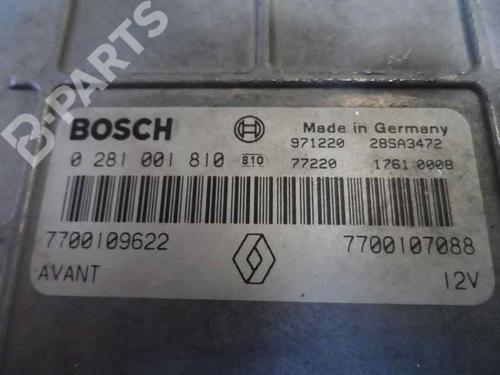 B-PARTS
BOSCH Made in Germany
971220 28SA3472
0 281 001 810 810 77220 1761 0008
7700109622 7700107088
AVANT 12V